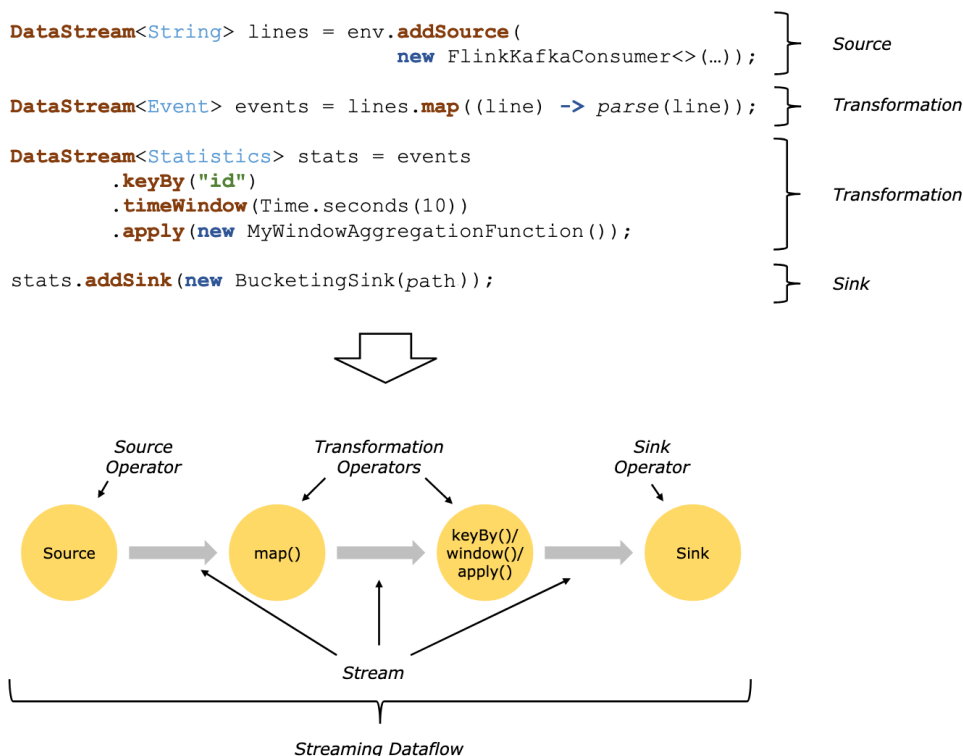 DataStream<String> lines = env.addSource(
new FlinkKafkaConsumer<>(…));
Source
DataStream<Event> events = lines.map((line) -> parse(line));
Transformation
DataStream<Statistics> stats = events
.keyBy("id")
.timeWindow(Time.seconds(10))
.apply(new MyWindowAggregationFunction());
Transformation
stats.addSink(new BucketingSink(path));
Sink
Source
Operator
Transformation
Operators
Sink
Operator
Source
map()
keyBy()/
window()/
apply()
Sink
Stream
Streaming Dataflow